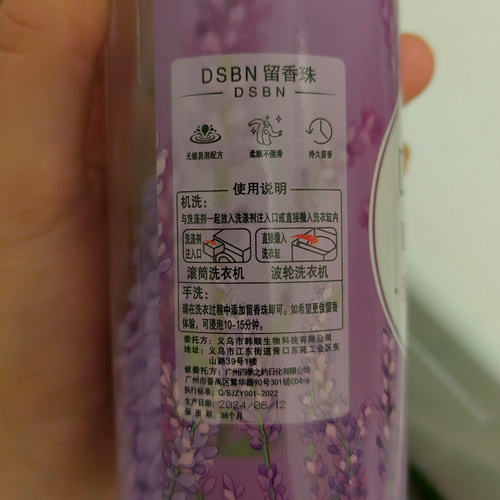 DSBN 留香珠
DSBN
无蜡易溶配方 柔顺不假滑 持久留香
使用说明
机洗:
与洗涤剂一起放入洗涤剂注入口或直接撒入洗衣缸内
洗涤剂 直接撒入
注入口 洗衣缸
滚筒洗衣机 波轮洗衣机
手洗:
请在洗衣过程中添加留香珠即可。如希望更佳留香
体验,可浸泡10-15分钟。
委托方:义乌市韩顺生物科技有限公司
地址:义乌市江东街道青口东苑工业区东
山路39号1楼
被委托方:广州四季之约日化有限公司
广州市番禺区繁华路90号301铺004-6
执行标准:Q/SJZY001-2022
生产日期:2024/06/12
保质期:36个月